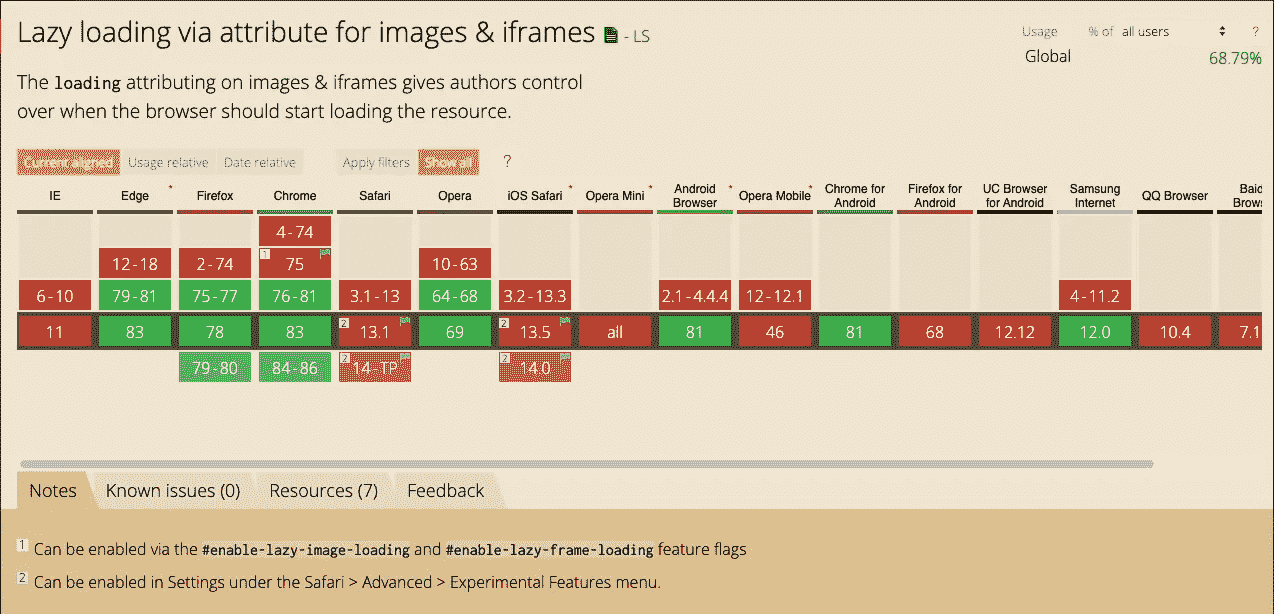 Lazy loading via attribute for images & iframes - LS
Usage % of all users ?
Global 68.79%
The loading attributing on images & iframes gives authors control
over when the browser should start loading the resource.
Current aligned Usage relative Date relative Apply filters Show all ?
IE Edge * Firefox Chrome Safari Opera iOS Safari * Opera Mini * Android Browser * Opera Mobile * Chrome for Android Firefox for Android UC Browser for Android Samsung Internet QQ Browser
4-74
12-18 2-74 1 75 10-63
6-10 79-81 75-77 76-81 3.1-13 64-68 3.2-13.3 2.1-4.4.4 12-12.1 4-11.2
11 83 78 83 2 13.1 69 2 13.5 all 81 46 81 68 12.12 12.0 10.4 7.1
79-80 84-86 2 14-TP 2 14.0
Notes Known issues (0) Resources (7) Feedback
1 Can be enabled via the #enable-lazy-image-loading and #enable-lazy-frame-loading feature flags
2 Can be enabled in Settings under the Safari > Advanced > Experimental Features menu.